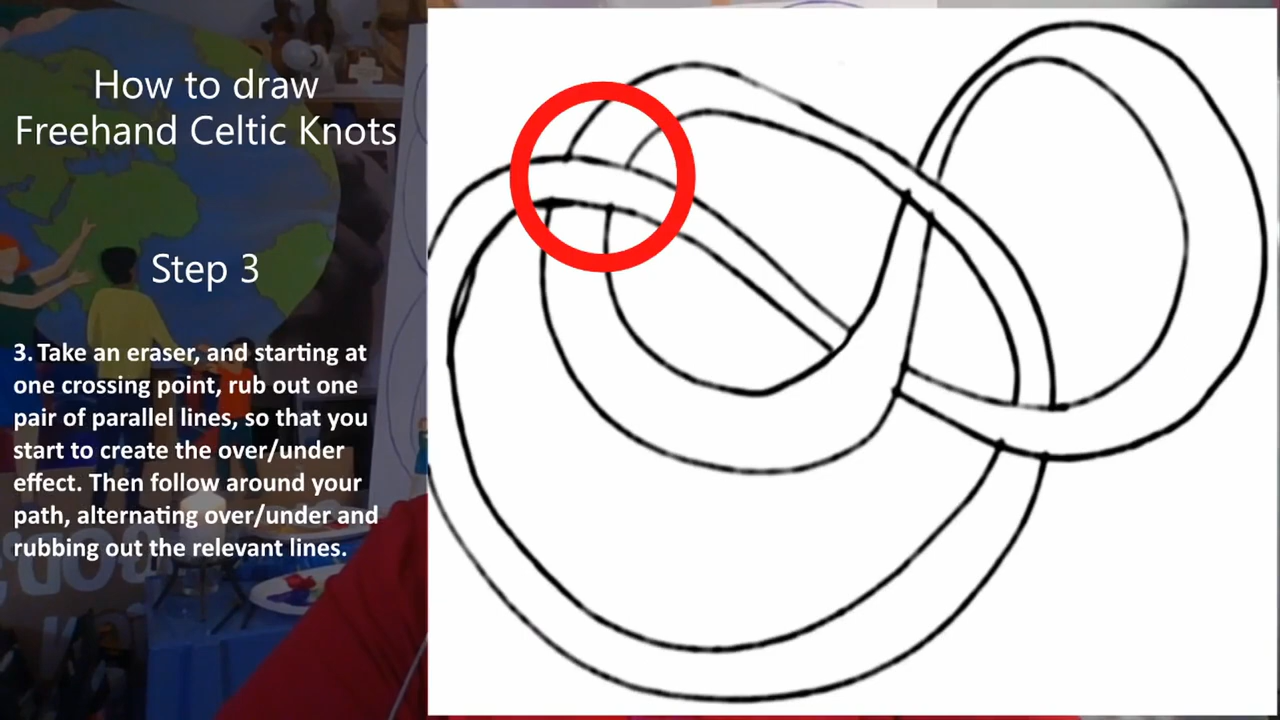 How to draw
Freehand Celtic Knots
Step 3
3. Take an eraser, and starting at
one crossing point, rub out one
pair of parallel lines, so that you
start to create the over/under
effect. Then follow around your
path, alternating over/under and
rubbing out the relevant lines.